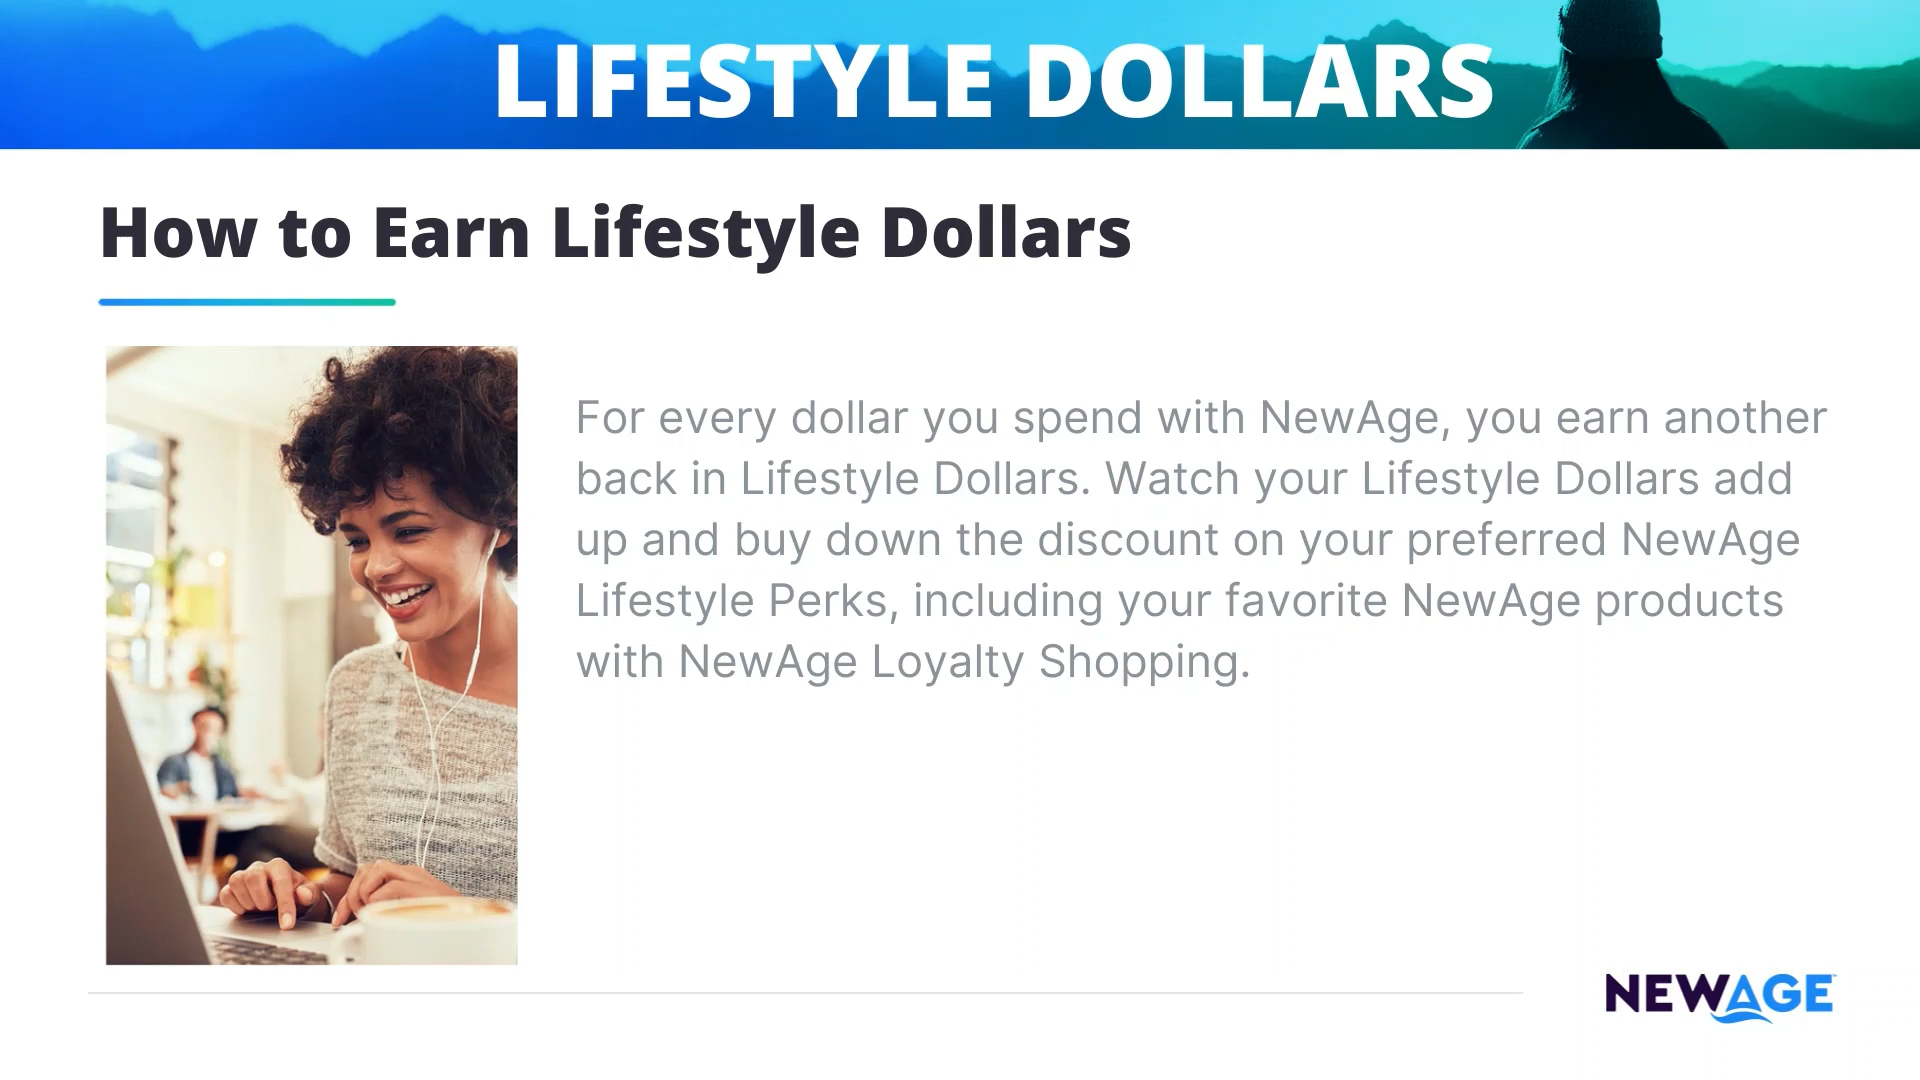 LIFESTYLE DOLLARS
How to Earn Lifestyle Dollars
For every dollar you spend with NewAge, you earn another
back in Lifestyle Dollars. Watch your Lifestyle Dollars add
up and buy down the discount on your preferred NewAge
Lifestyle Perks, including your favorite NewAge products
with NewAge Loyalty Shopping.
NEWAGE™